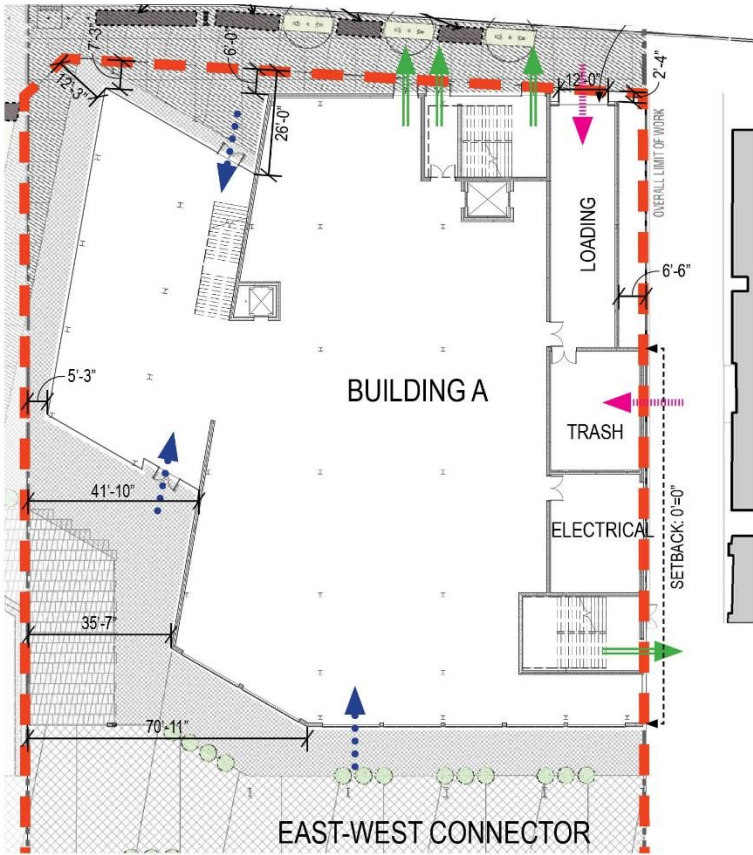 7'-3"
6'-0"
12'-3"
26'-0"
12'-0"
2'-4"
OVERALL LIMIT OF WORK
LOADING
6'-6"
5'-3"
BUILDING A
TRASH
41'-10"
ELECTRICAL
SETBACK: 0'=0"
35'-7"
70'-11"
EAST-WEST CONNECTOR